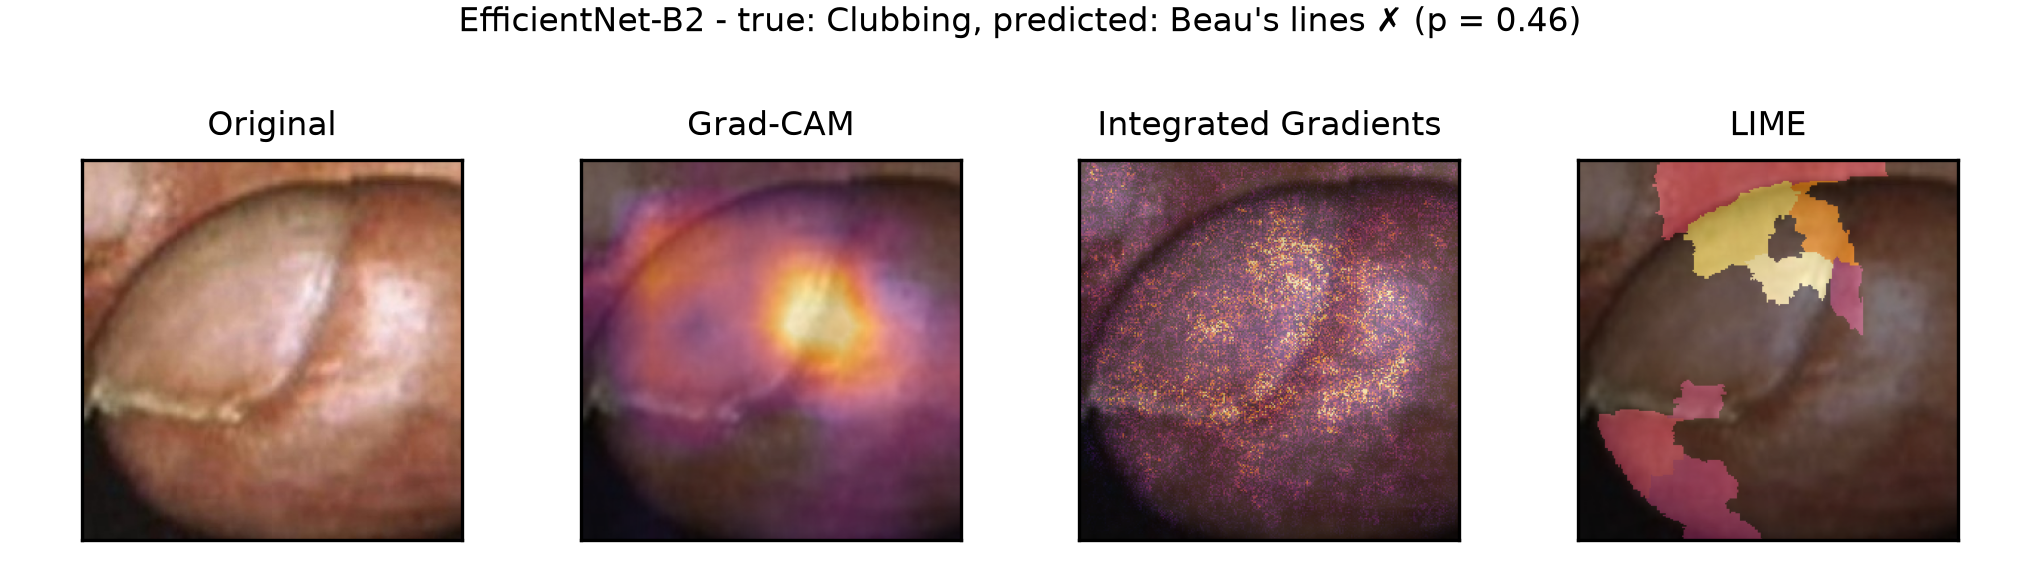 EfficientNet-B2 - true: Clubbing, predicted: Beau's lines ✗ (p = 0.46)
Original
Grad-CAM
Integrated Gradients
LIME